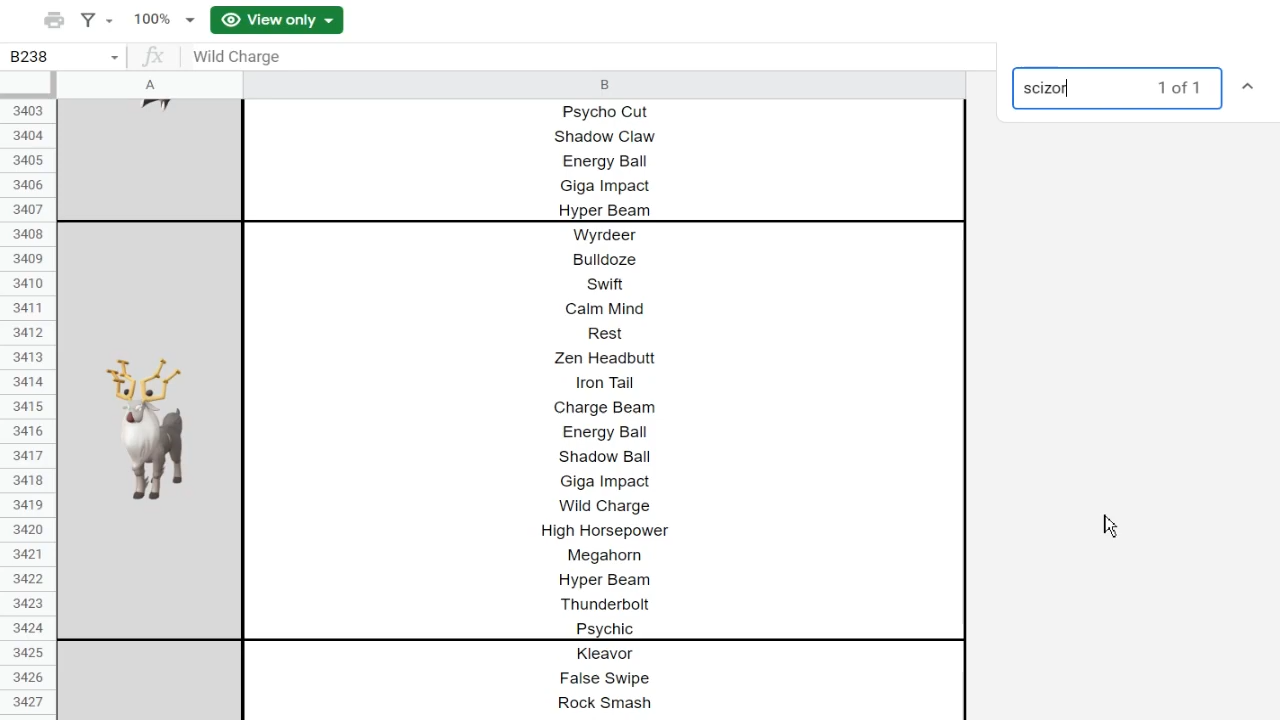 100%
View only
B238
fx
Wild Charge
scizor
1 of 1
A
B
3403 Psycho Cut
3404 Shadow Claw
3405 Energy Ball
3406 Giga Impact
3407 Hyper Beam
3408 Wyrdeer
3409 Bulldoze
3410 Swift
3411 Calm Mind
3412 Rest
3413 Zen Headbutt
3414 Iron Tail
3415 Charge Beam
3416 Energy Ball
3417 Shadow Ball
3418 Giga Impact
3419 Wild Charge
3420 High Horsepower
3421 Megahorn
3422 Hyper Beam
3423 Thunderbolt
3424 Psychic
3425 Kleavor
3426 False Swipe
3427 Rock Smash